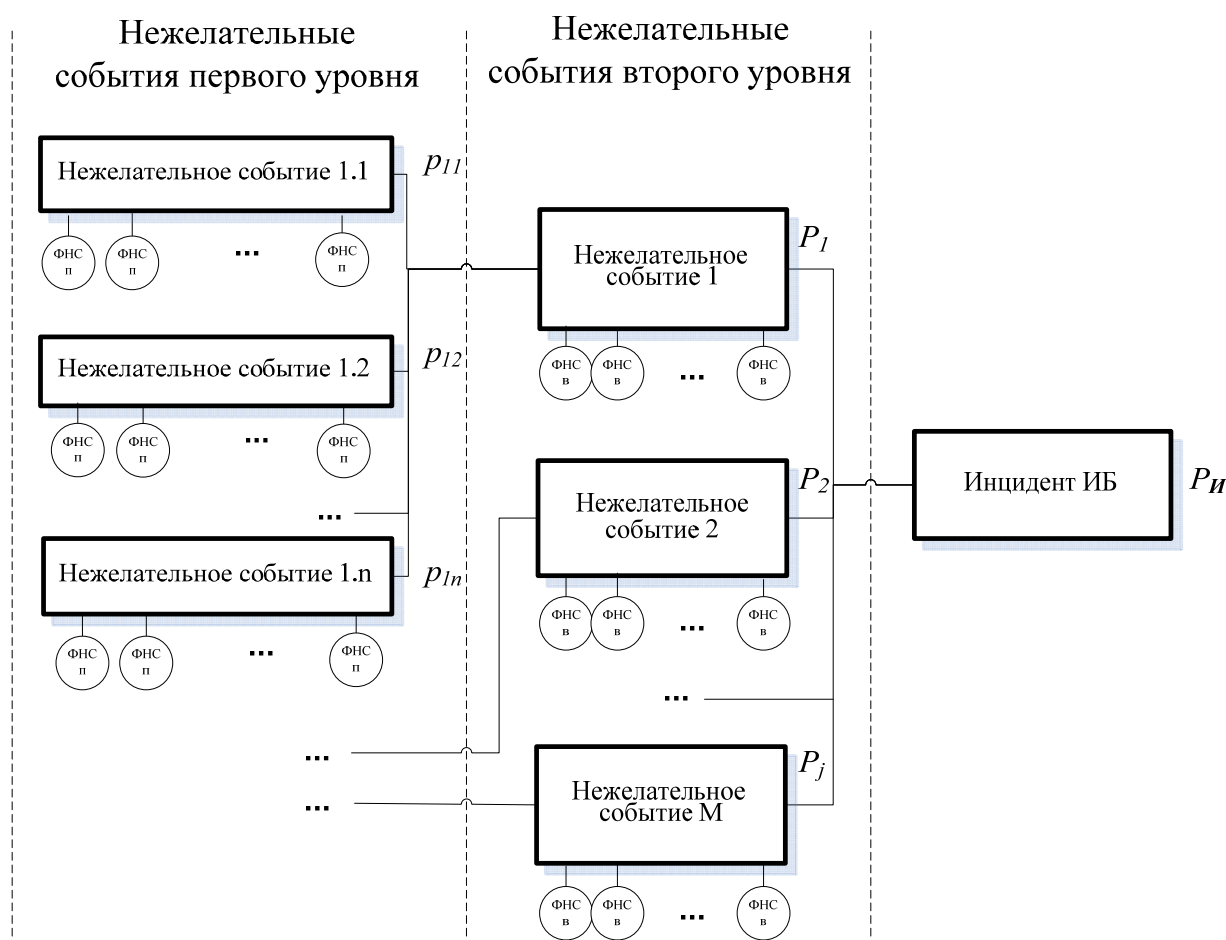 Нежелательные
события первого уровня
Нежелательные
события второго уровня
Нежелательное событие 1.1
p11
ФНС
п
ФНС
п
...
ФНС
п
Нежелательное событие 1.2
p12
ФНС
п
ФНС
п
...
ФНС
п
...
Нежелательное событие 1.n
p1n
ФНС
п
ФНС
п
...
ФНС
п
...
...
Нежелательное
событие 1
P1
ФНС
в
ФНС
в
...
ФНС
в
Нежелательное
событие 2
P2
ФНС
в
ФНС
в
...
ФНС
в
...
Нежелательное
событие М
Pj
ФНС
в
ФНС
в
...
ФНС
в
Инцидент ИБ
PИ